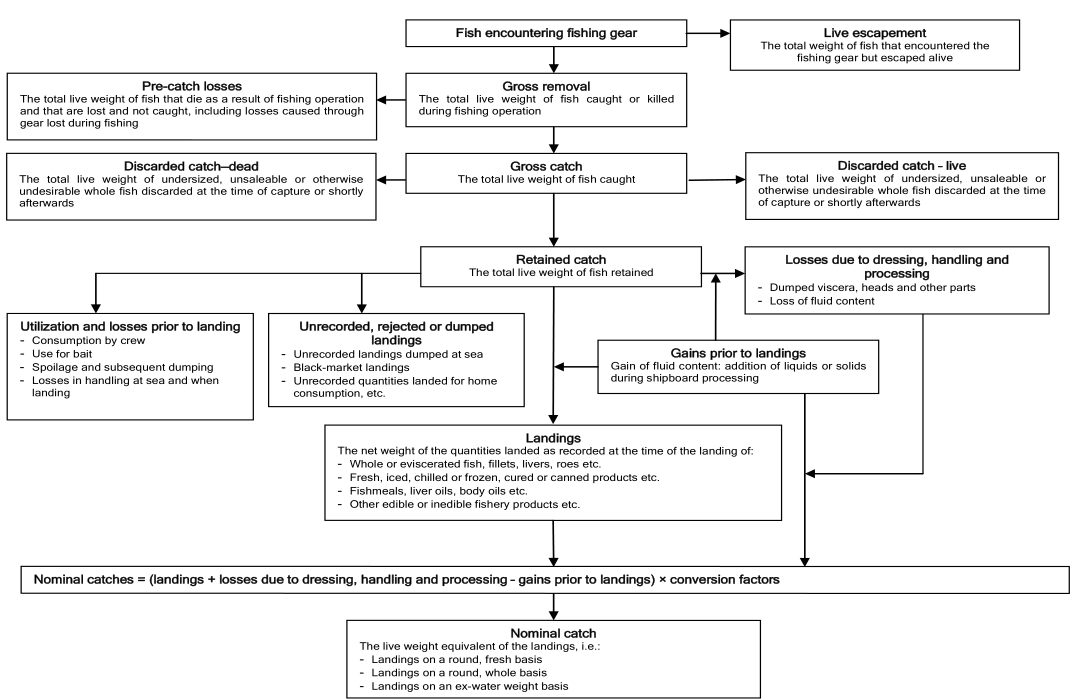 Fish encountering fishing gear
Live escapement
The total weight of fish that encountered the
fishing gear but escaped alive
Pre-catch losses
The total live weight of fish that die as a result of fishing operation
and that are lost and not caught, including losses caused through
gear lost during fishing
Gross removal
The total live weight of fish caught or killed
during fishing operation
Discarded catch–dead
The total live weight of undersized, unsaleable or otherwise
undesirable whole fish discarded at the time of capture or shortly
afterwards
Gross catch
The total live weight of fish caught
Discarded catch - live
The total live weight of undersized, unsaleable or
otherwise undesirable whole fish discarded at the time
of capture or shortly afterwards
Retained catch
The total live weight of fish retained
Losses due to dressing, handling and
processing
- Dumped viscera, heads and other parts
- Loss of fluid content
Utilization and losses prior to landing
- Consumption by crew
- Use for bait
- Spoilage and subsequent dumping
- Losses in handling at sea and when
landing
Unrecorded, rejected or dumped
landings
- Unrecorded landings dumped at sea
- Black-market landings
- Unrecorded quantities landed for home
consumption, etc.
Gains prior to landings
Gain of fluid content: addition of liquids or solids
during shipboard processing
Landings
The net weight of the quantities landed as recorded at the time of the landing of:
- Whole or eviscerated fish, fillets, livers, roes etc.
- Fresh, iced, chilled or frozen, cured or canned products etc.
- Fishmeals, liver oils, body oils etc.
- Other edible or inedible fishery products etc.
Nominal catches = (landings + losses due to dressing, handling and processing - gains prior to landings) × conversion factors
Nominal catch
The live weight equivalent of the landings, i.e.:
- Landings on a round, fresh basis
- Landings on a round, whole basis
- Landings on an ex-water weight basis